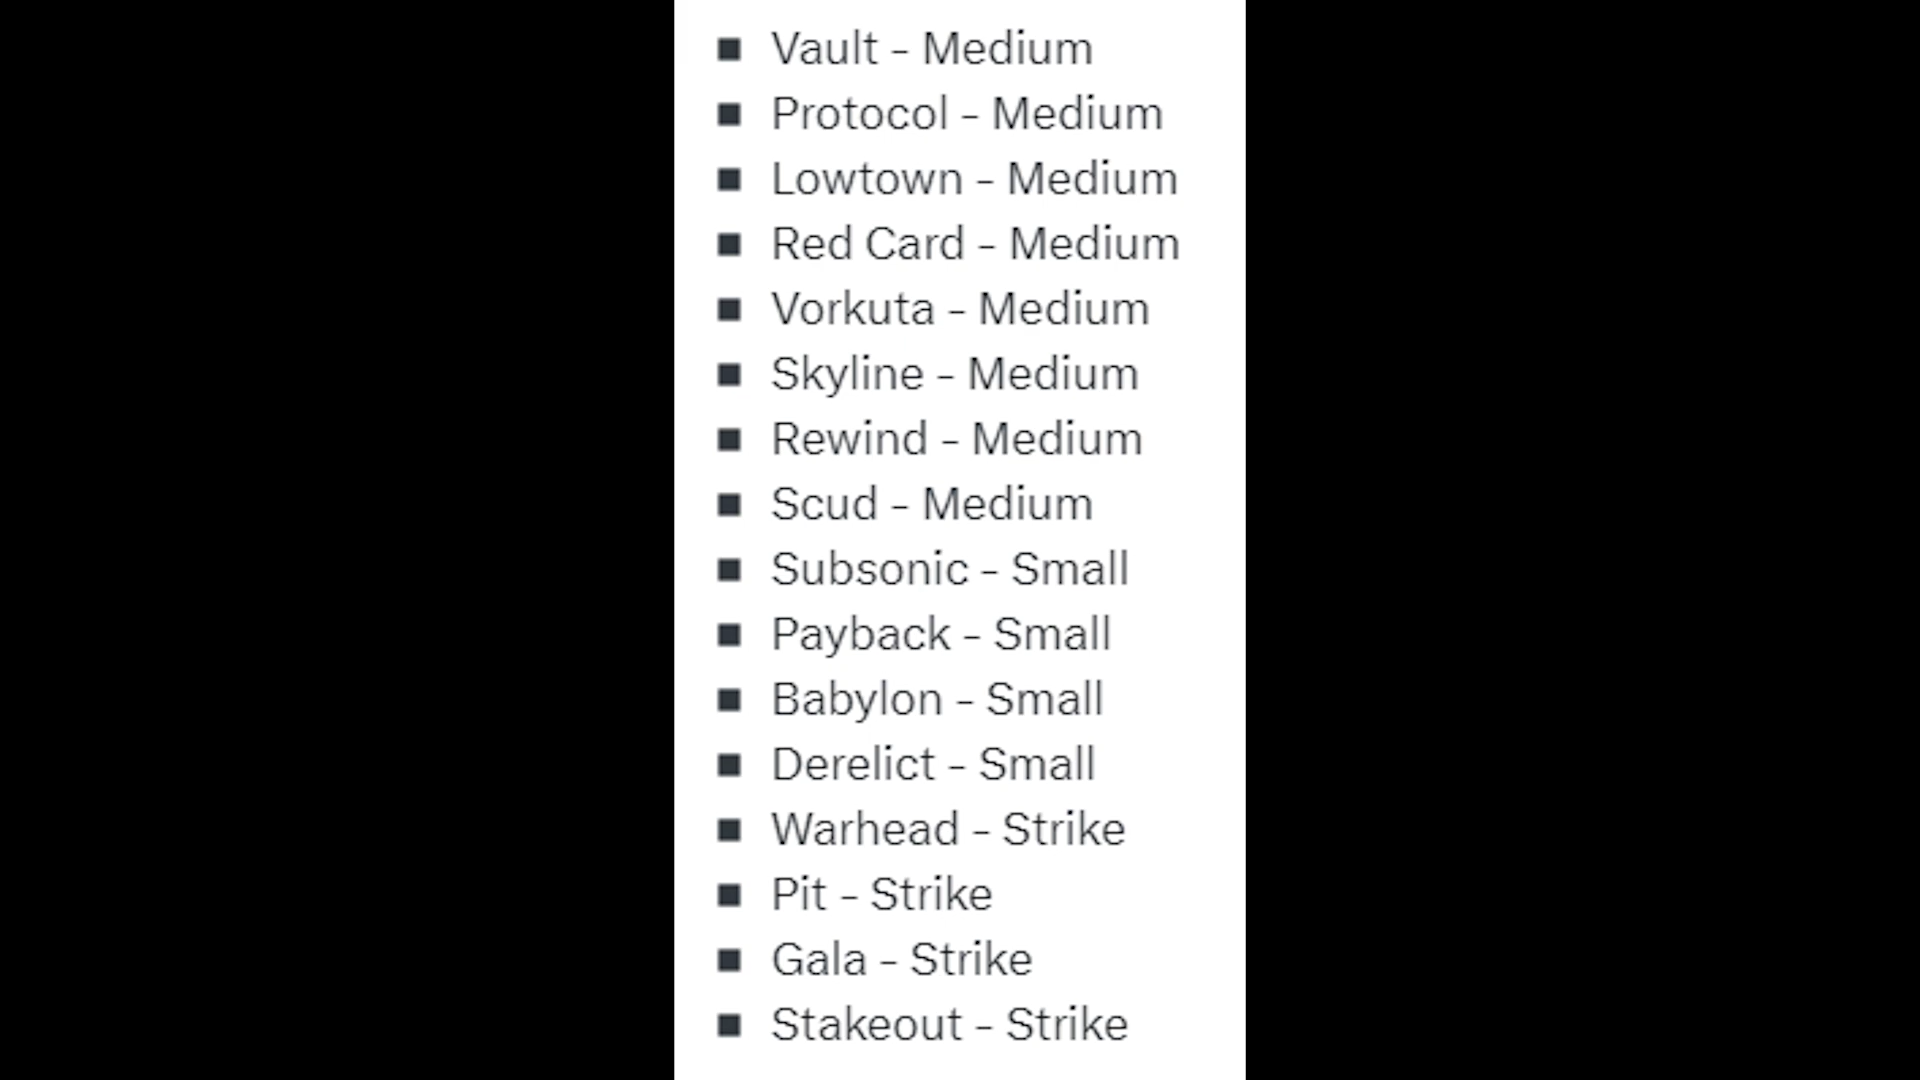 ■ Vault - Medium
■ Protocol - Medium
■ Lowtown - Medium
■ Red Card - Medium
■ Vorkuta - Medium
■ Skyline - Medium
■ Rewind - Medium
■ Scud - Medium
■ Subsonic - Small
■ Payback - Small
■ Babylon - Small
■ Derelict - Small
■ Warhead - Strike
■ Pit - Strike
■ Gala - Strike
■ Stakeout - Strike